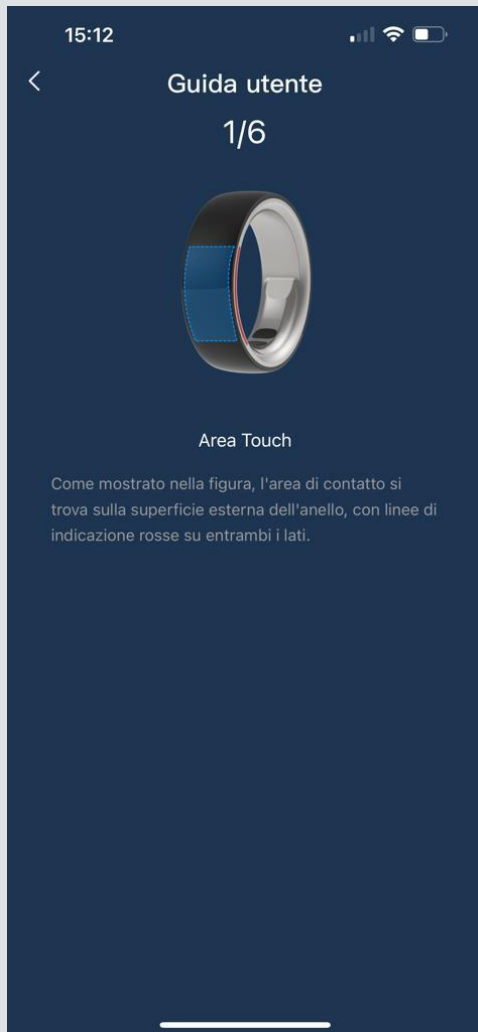 15:12
Guida utente
1/6
Area Touch
Come mostrato nella figura, l'area di contatto si
trova sulla superficie esterna dell'anello, con linee di
indicazione rosse su entrambi i lati.